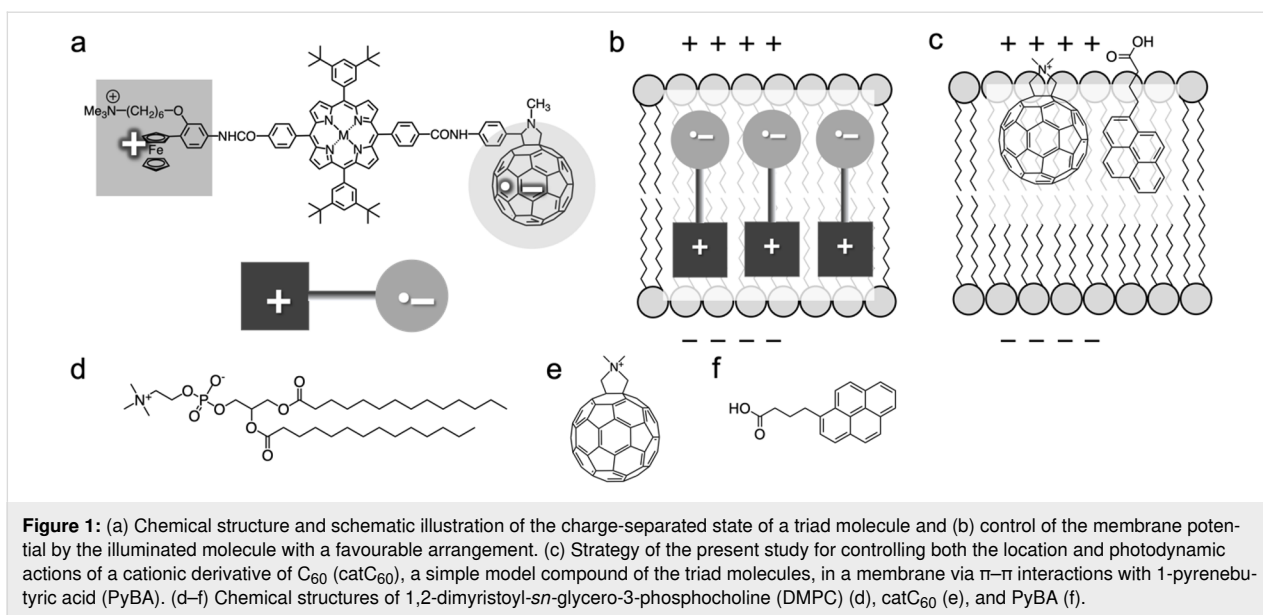 a
b
c
+ + + +
+ + + +
OH
O
N⁺
CH₃
N
⊕
Me₃N—(CH₂)₆—O
NHCO
N
N
M
N
N
CONH
+
Fe
•−
•−
•−
•−
+
+
+
+
•−
− − − −
− − − −
d
e
f
N⁺
O
P
O⁻
O
O
O
O
O
O
N⁺
HO
O
Figure 1: (a) Chemical structure and schematic illustration of the charge-separated state of a triad molecule and (b) control of the membrane poten-
tial by the illuminated molecule with a favourable arrangement. (c) Strategy of the present study for controlling both the location and photodynamic
actions of a cationic derivative of C₆₀ (catC₆₀), a simple model compound of the triad molecules, in a membrane via π–π interactions with 1-pyrenebu-
tyric acid (PyBA). (d–f) Chemical structures of 1,2-dimyristoyl-sn-glycero-3-phosphocholine (DMPC) (d), catC₆₀ (e), and PyBA (f).